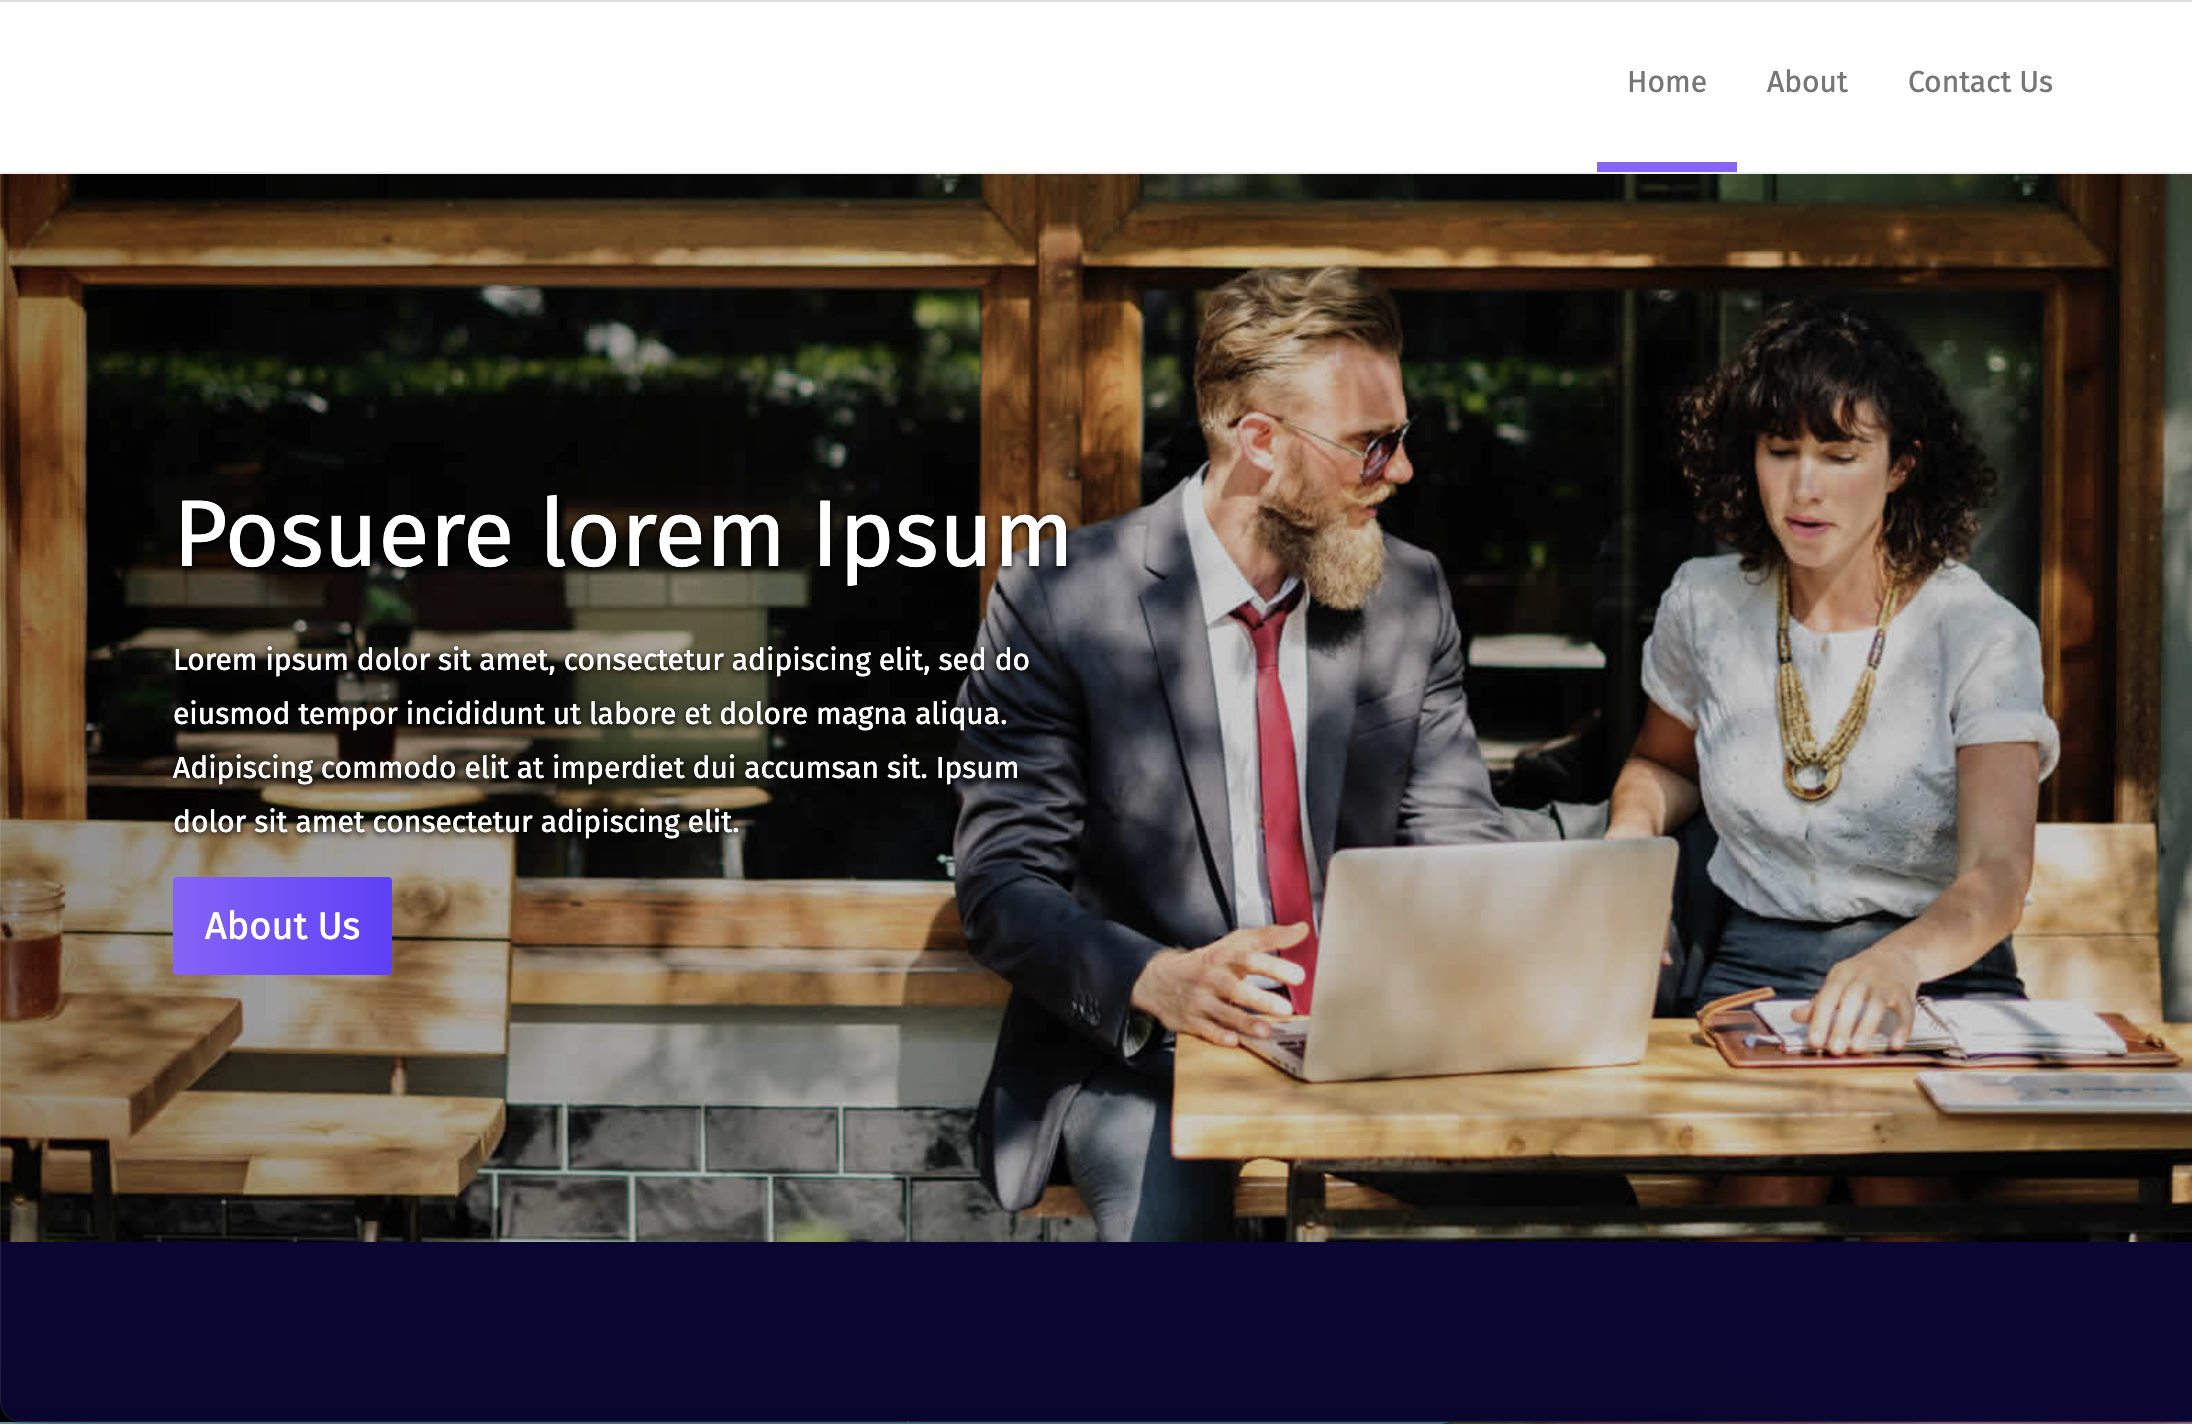 Home About Contact Us
Posuere lorem Ipsum
Lorem ipsum dolor sit amet, consectetur adipiscing elit, sed do
eiusmod tempor incididunt ut labore et dolore magna aliqua.
Adipiscing commodo elit at imperdiet dui accumsan sit. Ipsum
dolor sit amet consectetur adipiscing elit.
About Us